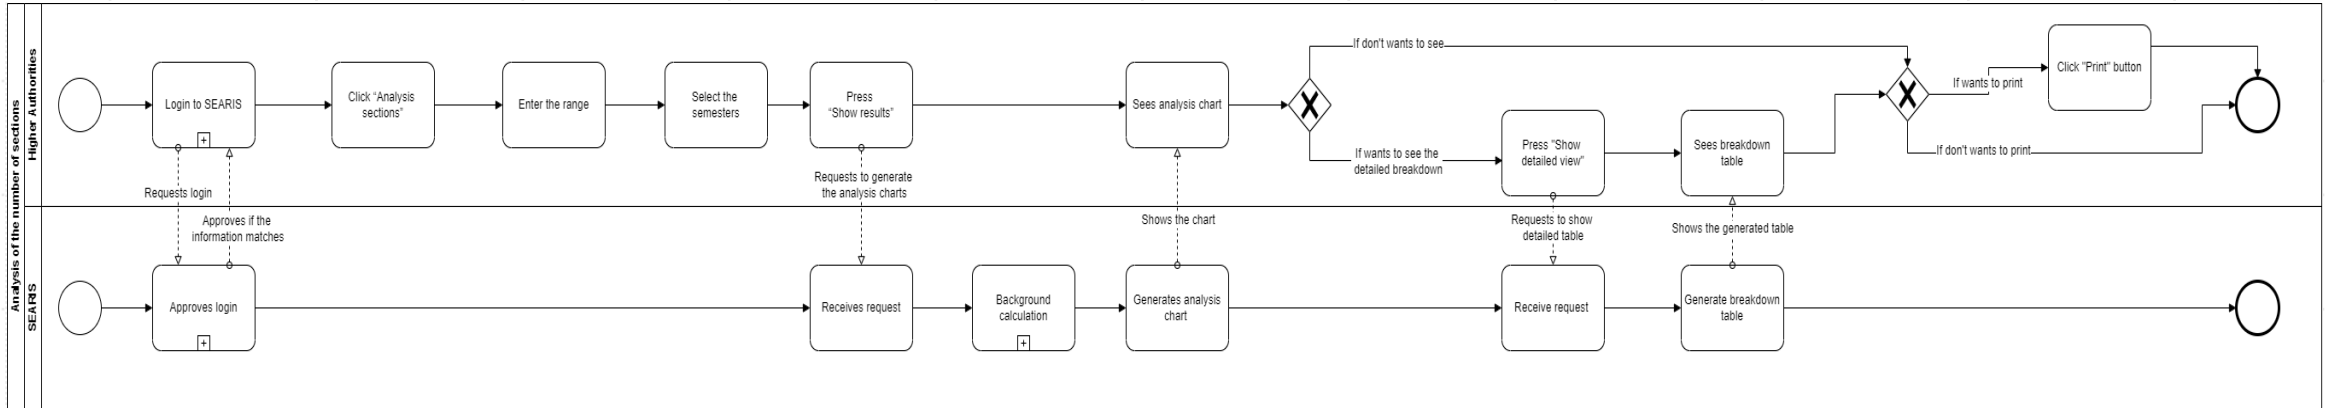 Analysis of the number of sections
Higher Authorities
Login to SEARIS
Click “Analysis
sections”
Enter the range
Select the
semesters
Press
“Show results”
Sees analysis chart
If don't wants to see
If wants to see the
detailed breakdown
Press "Show
detailed view"
Sees breakdown
table
If wants to print
If don't wants to print
Click "Print" button
Requests login
Approves if the
information matches
Requests to generate
the analysis charts
Shows the chart
Requests to show
detailed table
Shows the generated table
SEARIS
Approves login
Receives request
Background
calculation
Generates analysis
chart
Receive request
Generate breakdown
table